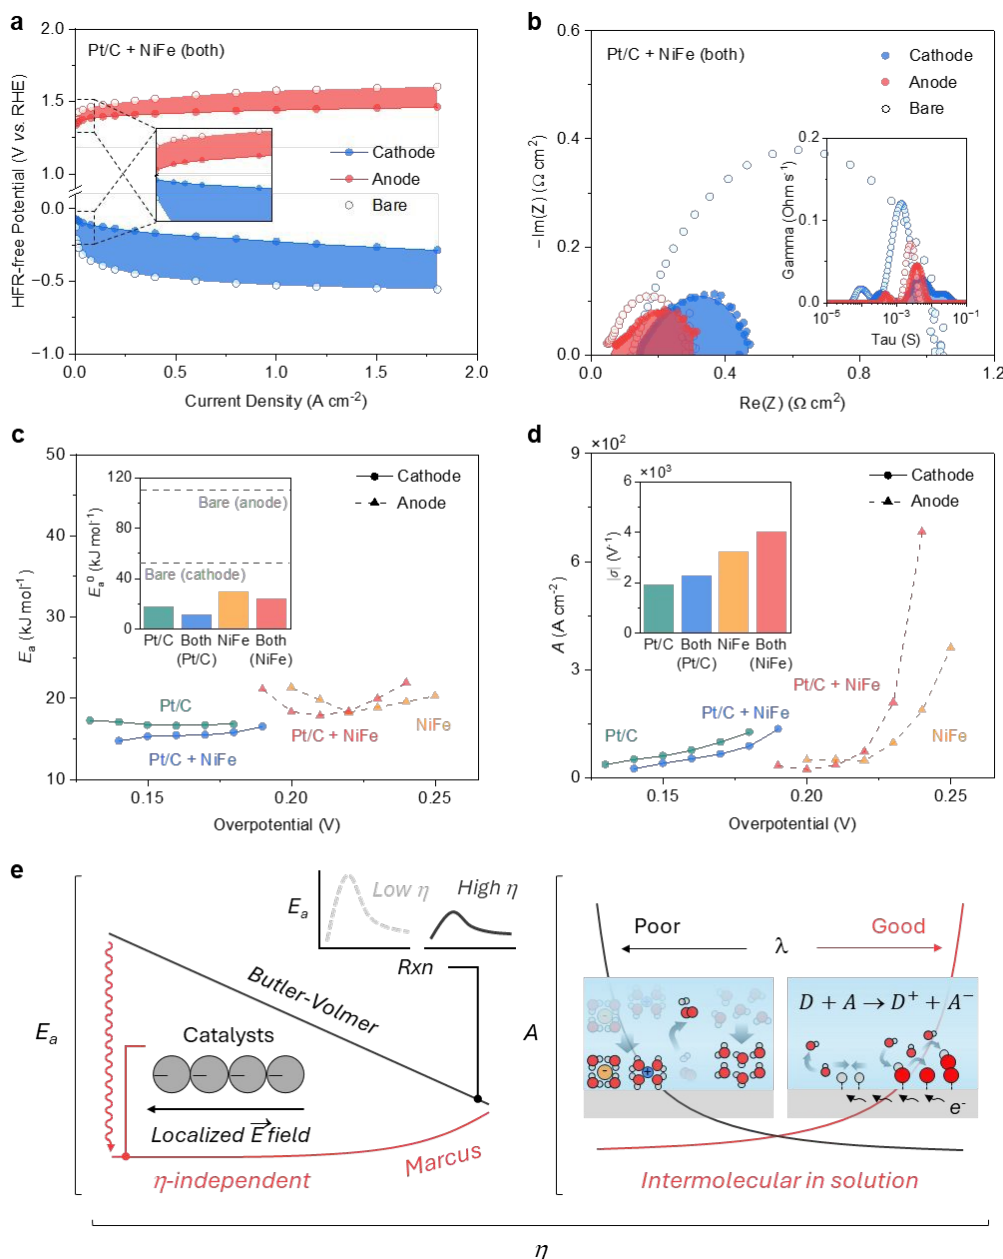 a
Pt/C + NiFe (both)
HFR-free Potential (V vs. RHE)
2.0
1.5
1.0
0.0
−0.5
−1.0
Cathode
Anode
Bare
0.0 0.5 1.0 1.5 2.0
Current Density (A cm-2)
b
Pt/C + NiFe (both)
−Im(Z) (Ω cm2)
0.6
0.4
0.2
0.0
Cathode
Anode
Bare
Gamma (Ohm s-1)
0.2
0.1
0.0
10−5 10−3 10−1
Tau (S)
0.0 0.4 0.8 1.2
Re(Z) (Ω cm2)
c
Ea (kJ mol-1)
50
40
30
20
10
Cathode
Anode
Ea0 (kJ mol-1)
120
80
40
0
Bare (anode)
Bare (cathode)
Pt/C Both NiFe Both
(Pt/C) (NiFe)
Pt/C
Pt/C + NiFe
Pt/C + NiFe
NiFe
0.15 0.20 0.25
Overpotential (V)
d
×102
A (A cm-2)
9
6
3
0
Cathode
Anode
×103
|σ| (V-1)
6
4
2
0
Pt/C Both NiFe Both
(Pt/C) (NiFe)
Pt/C + NiFe
Pt/C + NiFe
Pt/C
NiFe
0.15 0.20 0.25
Overpotential (V)
e
Ea
Ea
Low η
High η
Rxn
Butler-Volmer
Catalysts
−
Localized E field
η-independent
Marcus
A
Poor
λ
Good
D + A → D+ + A−
-
+
e-
Intermolecular in solution
η